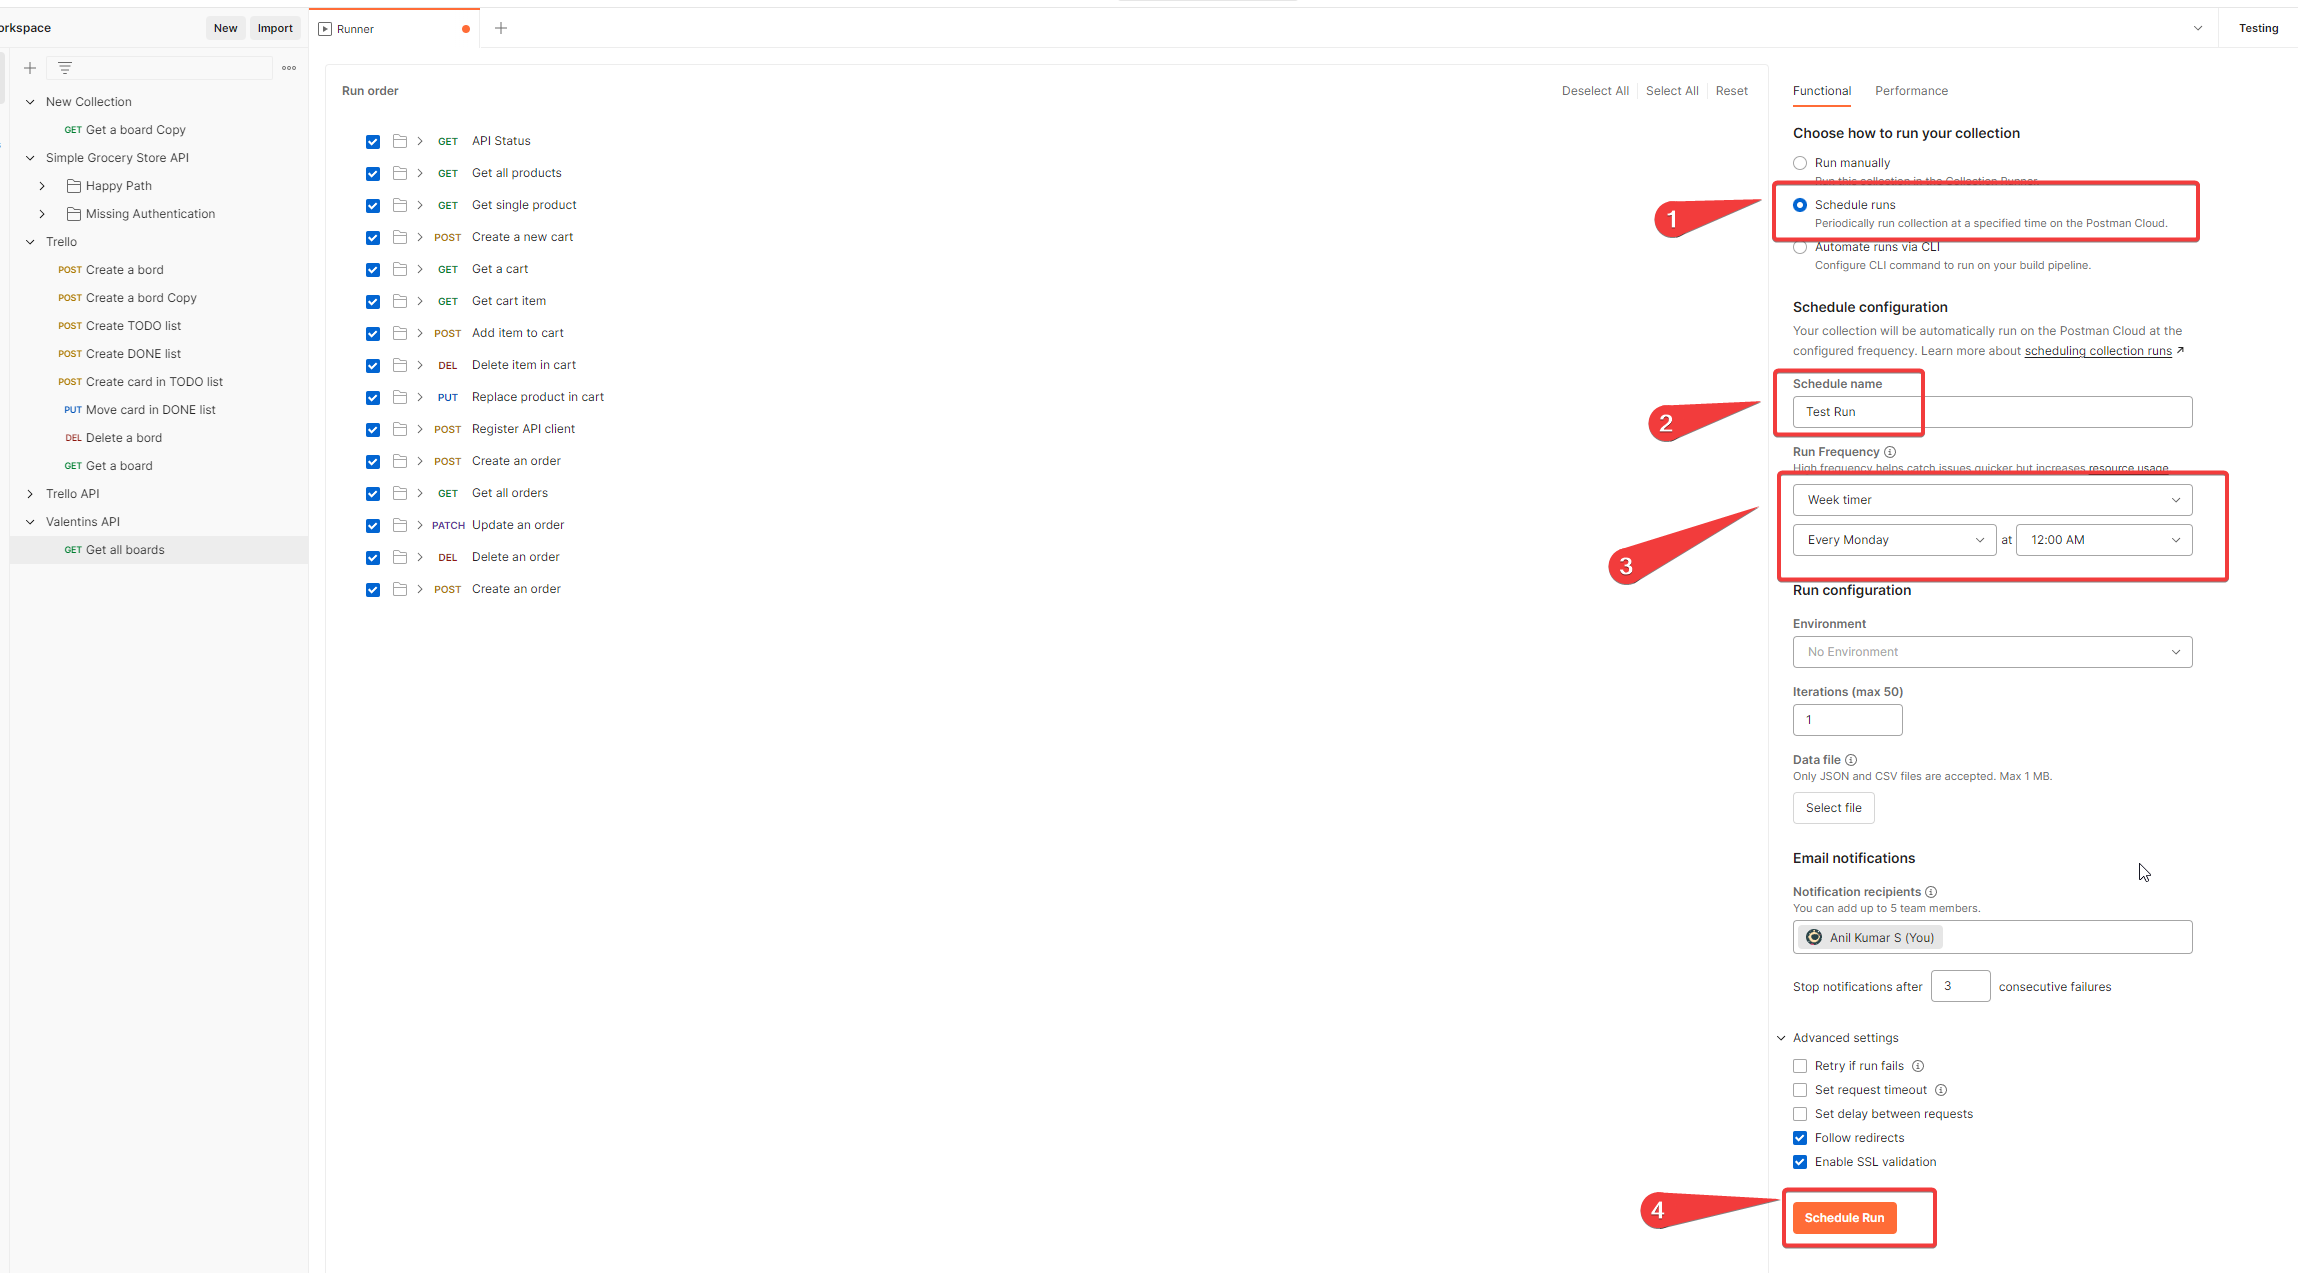 orkspace
New
Import
Runner
Testing
New Collection
GET Get a board Copy
Simple Grocery Store API
Happy Path
Missing Authentication
Trello
POST Create a bord
POST Create a bord Copy
POST Create TODO list
POST Create DONE list
POST Create card in TODO list
PUT Move card in DONE list
DEL Delete a bord
GET Get a board
Trello API
Valentins API
GET Get all boards
Run order
Deselect All
Select All
Reset
GET API Status
GET Get all products
GET Get single product
POST Create a new cart
GET Get a cart
GET Get cart item
POST Add item to cart
DEL Delete item in cart
PUT Replace product in cart
POST Register API client
POST Create an order
GET Get all orders
PATCH Update an order
DEL Delete an order
POST Create an order
Functional
Performance
Choose how to run your collection
Run manually
Run this collection in the Collection Runner.
1
Schedule runs
Periodically run collection at a specified time on the Postman Cloud.
Automate runs via CLI
Configure CLI command to run on your build pipeline.
Schedule configuration
Your collection will be automatically run on the Postman Cloud at the
configured frequency. Learn more about scheduling collection runs ↗
2
Schedule name
Test Run
Run Frequency
High frequency helps catch issues quicker but increases resource usage
3
Week timer
Every Monday at 12:00 AM
Run configuration
Environment
No Environment
Iterations (max 50)
1
Data file
Only JSON and CSV files are accepted. Max 1 MB.
Select file
Email notifications
Notification recipients
You can add up to 5 team members.
Anil Kumar S (You)
Stop notifications after 3 consecutive failures
Advanced settings
Retry if run fails
Set request timeout
Set delay between requests
Follow redirects
Enable SSL validation
4
Schedule Run